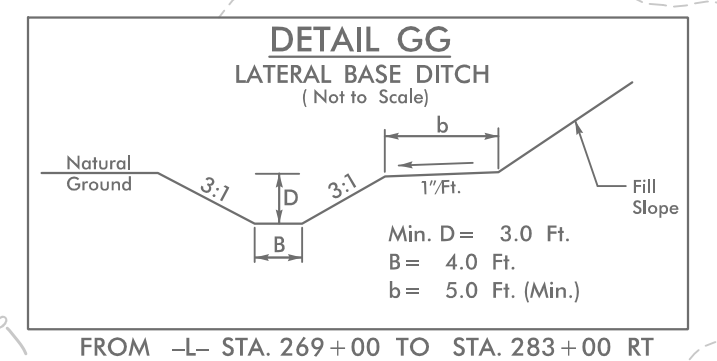 DETAIL GG
LATERAL BASE DITCH
( Not to Scale)
b
Natural
Ground
3:1
D
3:1
1"/Ft.
Fill
Slope
B
Min. D = 3.0 Ft.
B = 4.0 Ft.
b = 5.0 Ft. (Min.)
FROM -L- STA. 269+00 TO STA. 283+00 RT